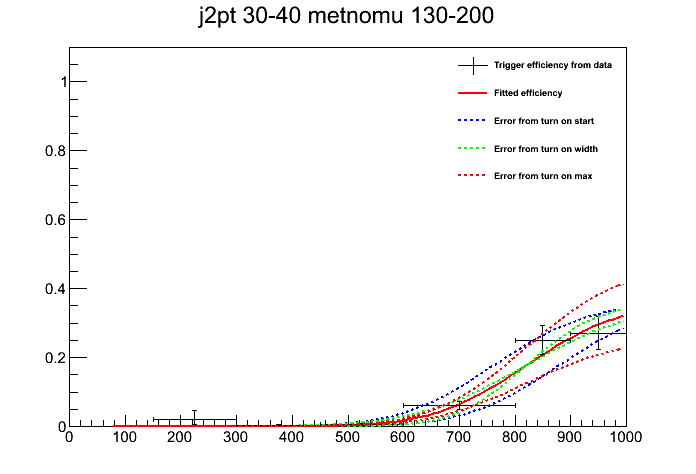 j2pt 30-40 metnomu 130-200
Trigger efficiency from data
Fitted efficiency
Error from turn on start
Error from turn on width
Error from turn on max
1
0.8
0.6
0.4
0.2
0
0 100 200 300 400 500 600 700 800 900 1000